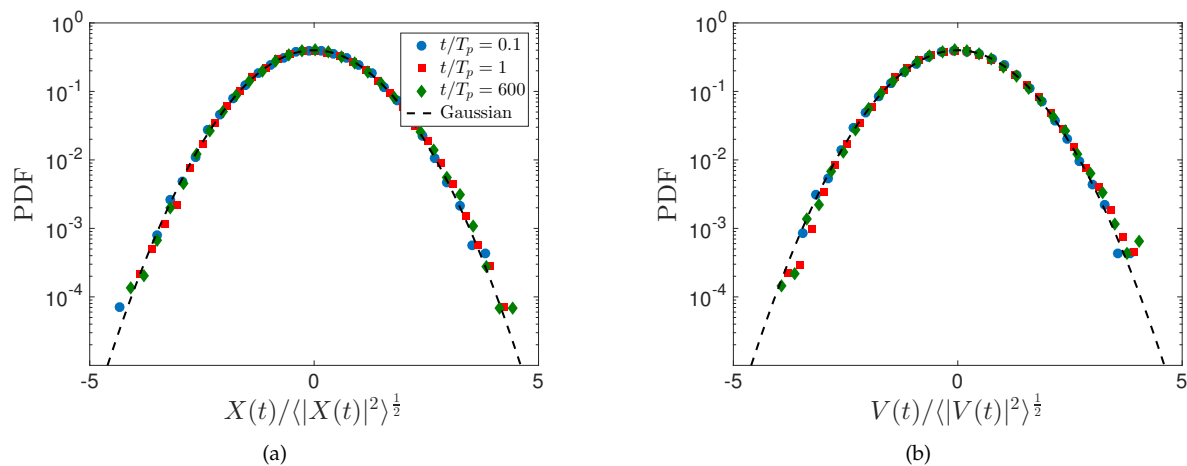 10^0
10^{-1}
10^{-2}
10^{-3}
10^{-4}
PDF
t/T_p = 0.1
t/T_p = 1
t/T_p = 600
Gaussian
-5 0 5
X(t)/⟨|X(t)|^2⟩^{\frac{1}{2}}
(a)
10^0
10^{-1}
10^{-2}
10^{-3}
10^{-4}
PDF
-5 0 5
V(t)/⟨|V(t)|^2⟩^{\frac{1}{2}}
(b)